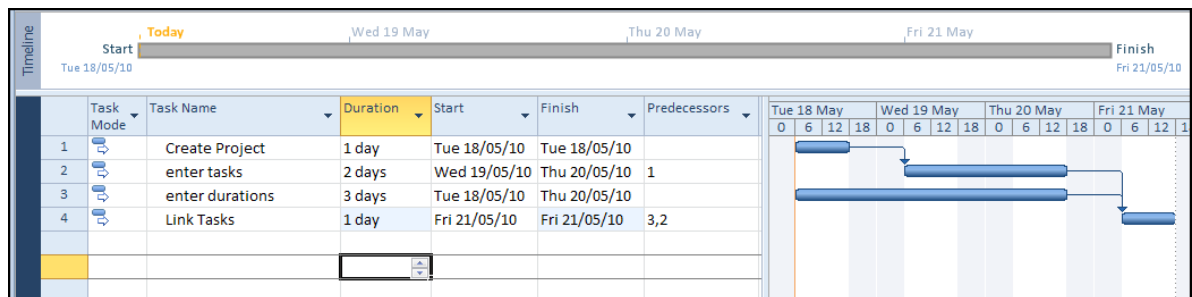 Timeline
Today Wed 19 May Thu 20 May Fri 21 May
Start Finish
Tue 18/05/10 Fri 21/05/10
Task Mode Task Name Duration Start Finish Predecessors Tue 18 May Wed 19 May Thu 20 May Fri 21 May
0 6 12 18 0 6 12 18 0 6 12 18 0 6 12 1
1 Create Project 1 day Tue 18/05/10 Tue 18/05/10
2 enter tasks 2 days Wed 19/05/10 Thu 20/05/10 1
3 enter durations 3 days Tue 18/05/10 Thu 20/05/10
4 Link Tasks 1 day Fri 21/05/10 Fri 21/05/10 3,2